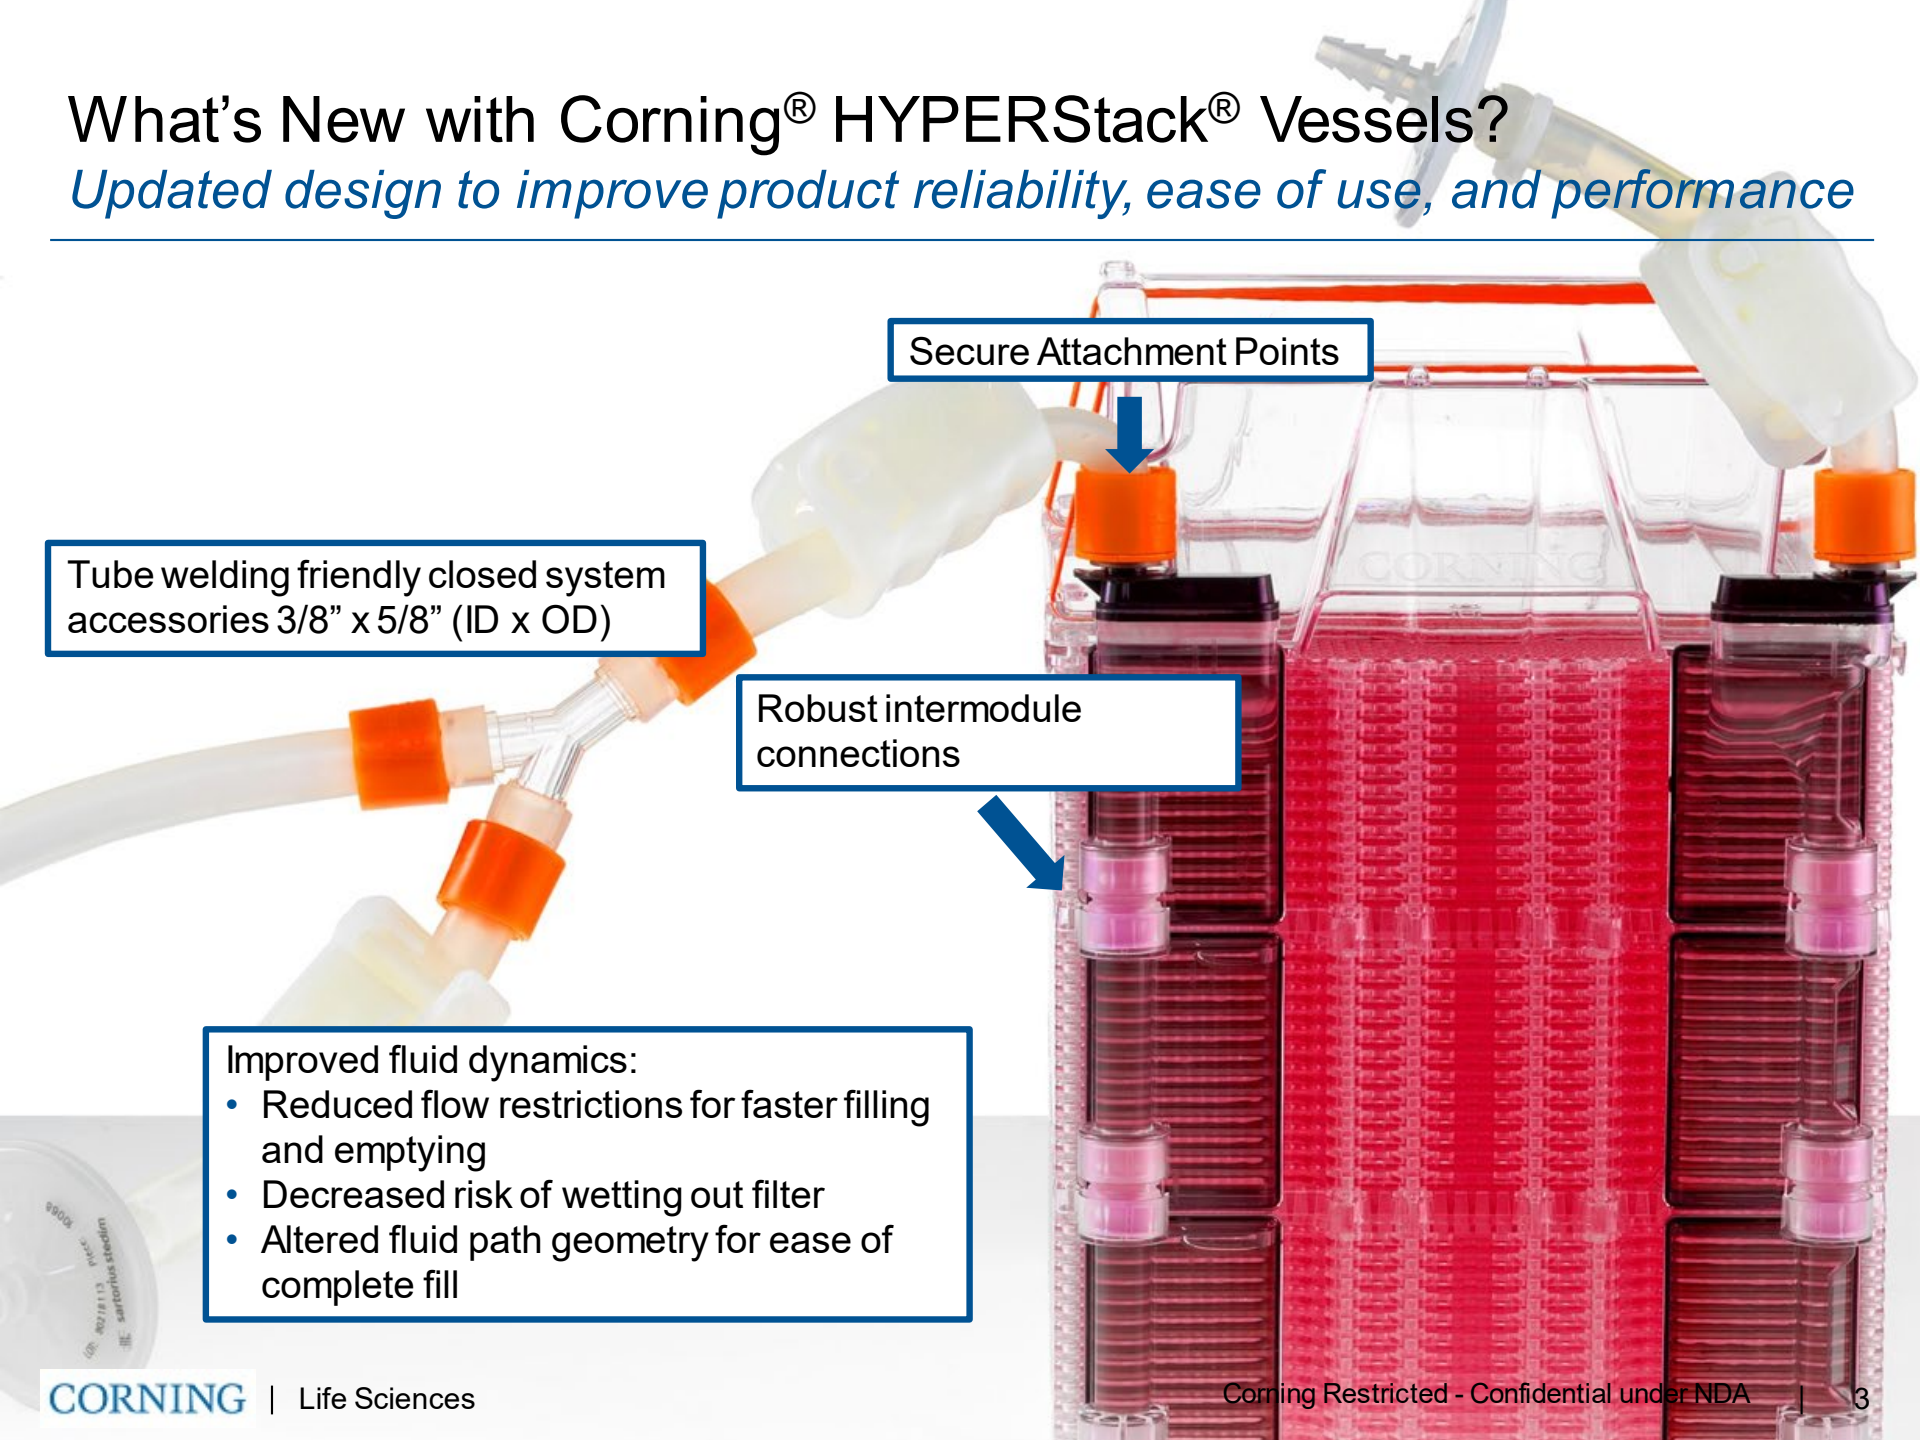 What’s New with Corning® HYPERStack® Vessels?
Updated design to improve product reliability, ease of use, and performance
Secure Attachment Points
CORNING
Tube welding friendly closed system
accessories 3/8” x 5/8” (ID x OD)
Robust intermodule
connections
Improved fluid dynamics:
• Reduced flow restrictions for faster filling
and emptying
• Decreased risk of wetting out filter
• Altered fluid path geometry for ease of
complete fill
sartorius stedim
CORNING | Life Sciences
Corning Restricted - Confidential under NDA | 3